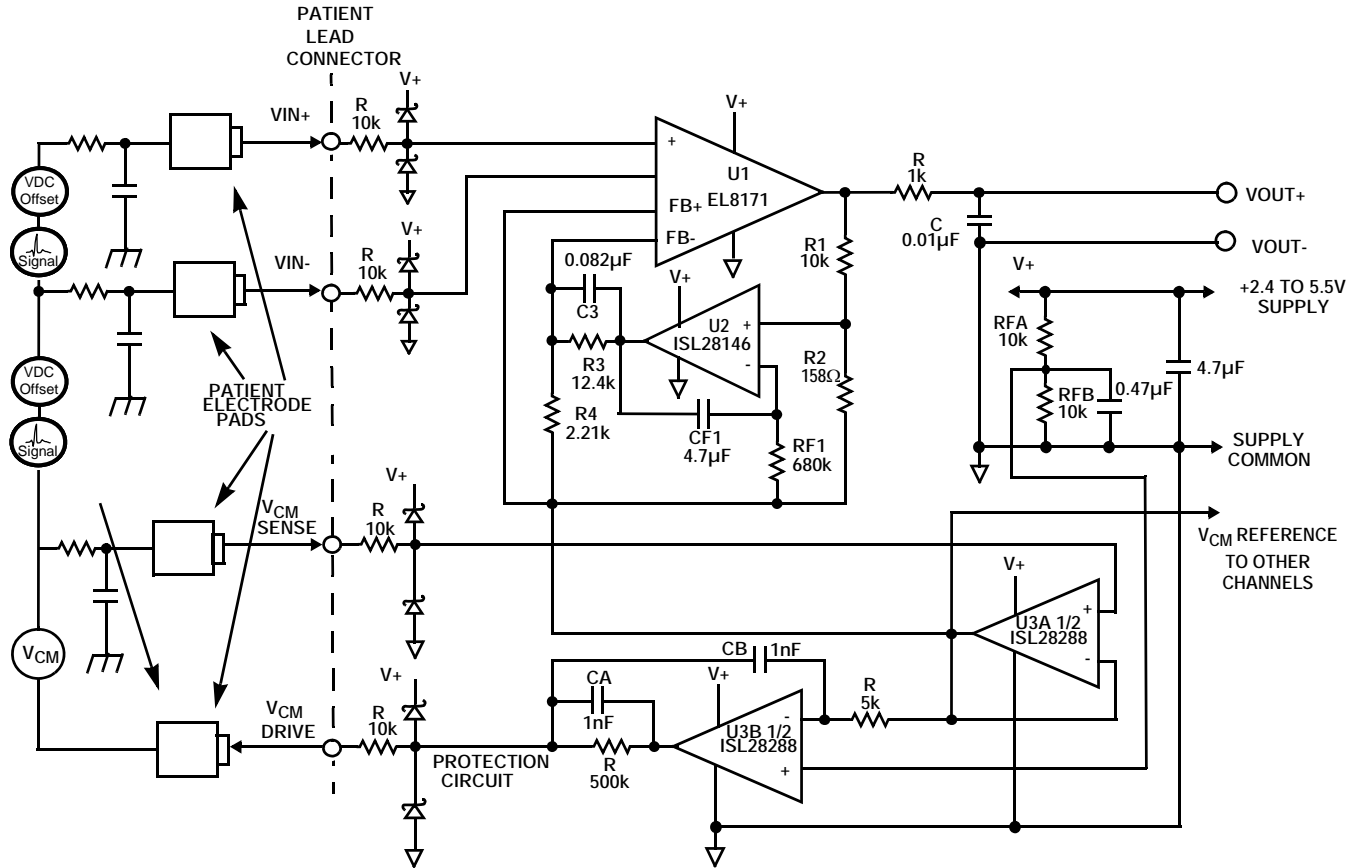 PATIENT
LEAD
CONNECTOR
V+
VIN+
R
10k
VDC
Offset
Signal
V+
VIN-
R
10k
V+
+
U1
EL8171
FB+
FB-
R
1k
C
0.01µF
VOUT+
VOUT-
0.082µF
C3
V+
U2
ISL28146
+
-
R1
10k
R2
158Ω
R3
12.4k
R4
2.21k
CF1
4.7µF
RF1
680k
V+
+2.4 TO 5.5V
SUPPLY
RFA
10k
RFB
10k
0.47µF
4.7µF
SUPPLY
COMMON
VDC
Offset
Signal
PATIENT
ELECTRODE
PADS
VCM
SENSE
R
10k
V+
VCM REFERENCE
TO OTHER
CHANNELS
V+
+
U3A 1/2
ISL28288
-
VCM
VCM
DRIVE
R
10k
V+
PROTECTION
CIRCUIT
CB
1nF
CA
1nF
R
500k
V+
-
U3B 1/2
ISL28288
+
R
5k